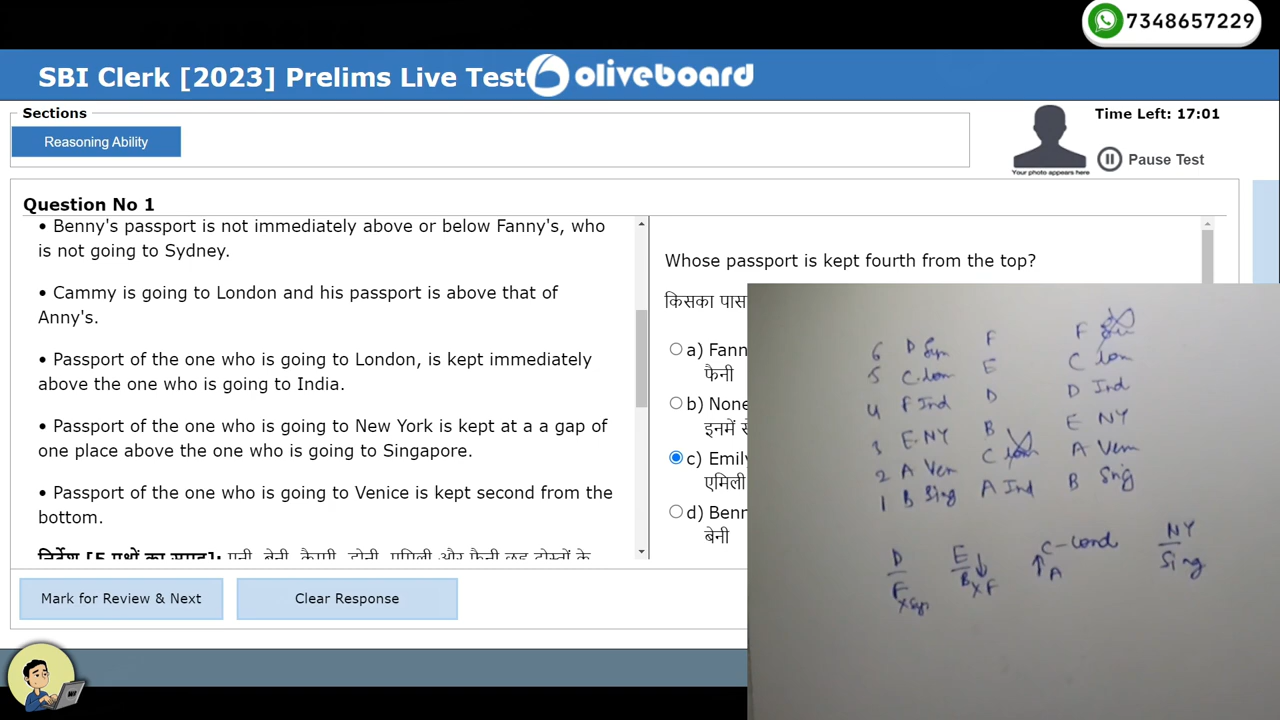 7348657229
SBI Clerk [2023] Prelims Live Test oliveboard
Sections
Reasoning Ability
Time Left: 17:01
Pause Test
Your photo appears here
Question No 1
• Benny's passport is not immediately above or below Fanny's, who
is not going to Sydney.
• Cammy is going to London and his passport is above that of
Anny's.
• Passport of the one who is going to London, is kept immediately
above the one who is going to India.
• Passport of the one who is going to New York is kept at a a gap of
one place above the one who is going to Singapore.
• Passport of the one who is going to Venice is kept second from the
bottom.
Whose passport is kept fourth from the top?
किसका पास
a) Fann
फैनी
b) None
इनमें
c) Emily
एमिली
d) Benn
बेनी
Mark for Review & Next
Clear Response
6 D Syn F F
5 C lon E C lon
4 F Ind D D Ind
3 E NY B E NY
2 A Ven C A Ven
1 B Sing A Ind B Sing
D E C-Lond NY
F B F A Sing